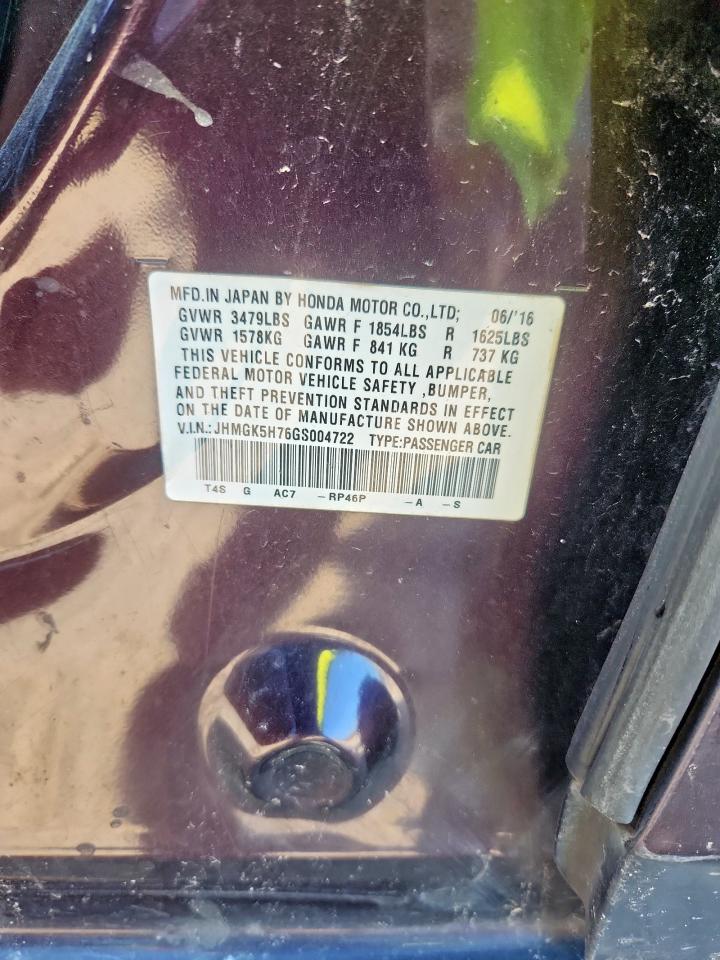 MFD.IN JAPAN BY HONDA MOTOR CO.,LTD; 06/'16
GVWR 3479LBS GAWR F 1854LBS R 1625LBS
GVWR 1578KG GAWR F 841 KG R 737 KG
THIS VEHICLE CONFORMS TO ALL APPLICABLE
FEDERAL MOTOR VEHICLE SAFETY ,BUMPER,
AND THEFT PREVENTION STANDARDS IN EFFECT
ON THE DATE OF MANUFACTURE SHOWN ABOVE.
V.I.N.:JHMGK5H76GS004722 TYPE:PASSENGER CAR
T4S G AC7 -RP46P -A -S